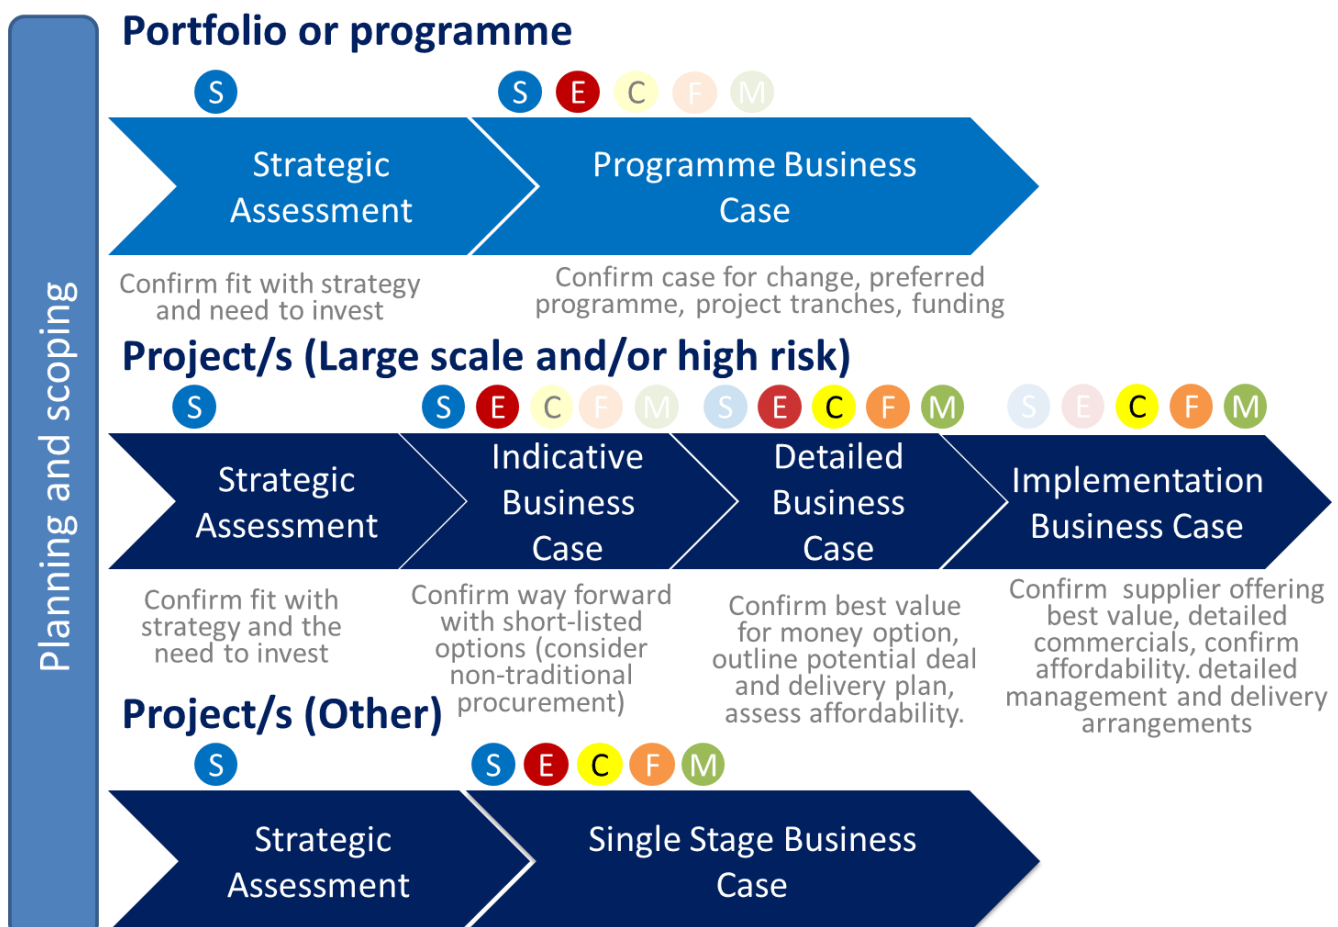 Planning and scoping
Portfolio or programme
S
S E C F M
Strategic
Assessment
Programme Business
Case
Confirm fit with strategy
and need to invest
Confirm case for change, preferred
programme, project tranches, funding
Project/s (Large scale and/or high risk)
S
S E C F M
S E C F M
S E C F M
Strategic
Assessment
Indicative
Business
Case
Detailed
Business
Case
Implementation
Business Case
Confirm fit with
strategy and the
need to invest
Confirm way forward
with short-listed
options (consider
non-traditional
procurement)
Confirm best value
for money option,
outline potential deal
and delivery plan,
assess affordability.
Confirm supplier offering
best value, detailed
commercials, confirm
affordability. detailed
management and delivery
arrangements
Project/s (Other)
S
S E C F M
Strategic
Assessment
Single Stage Business
Case